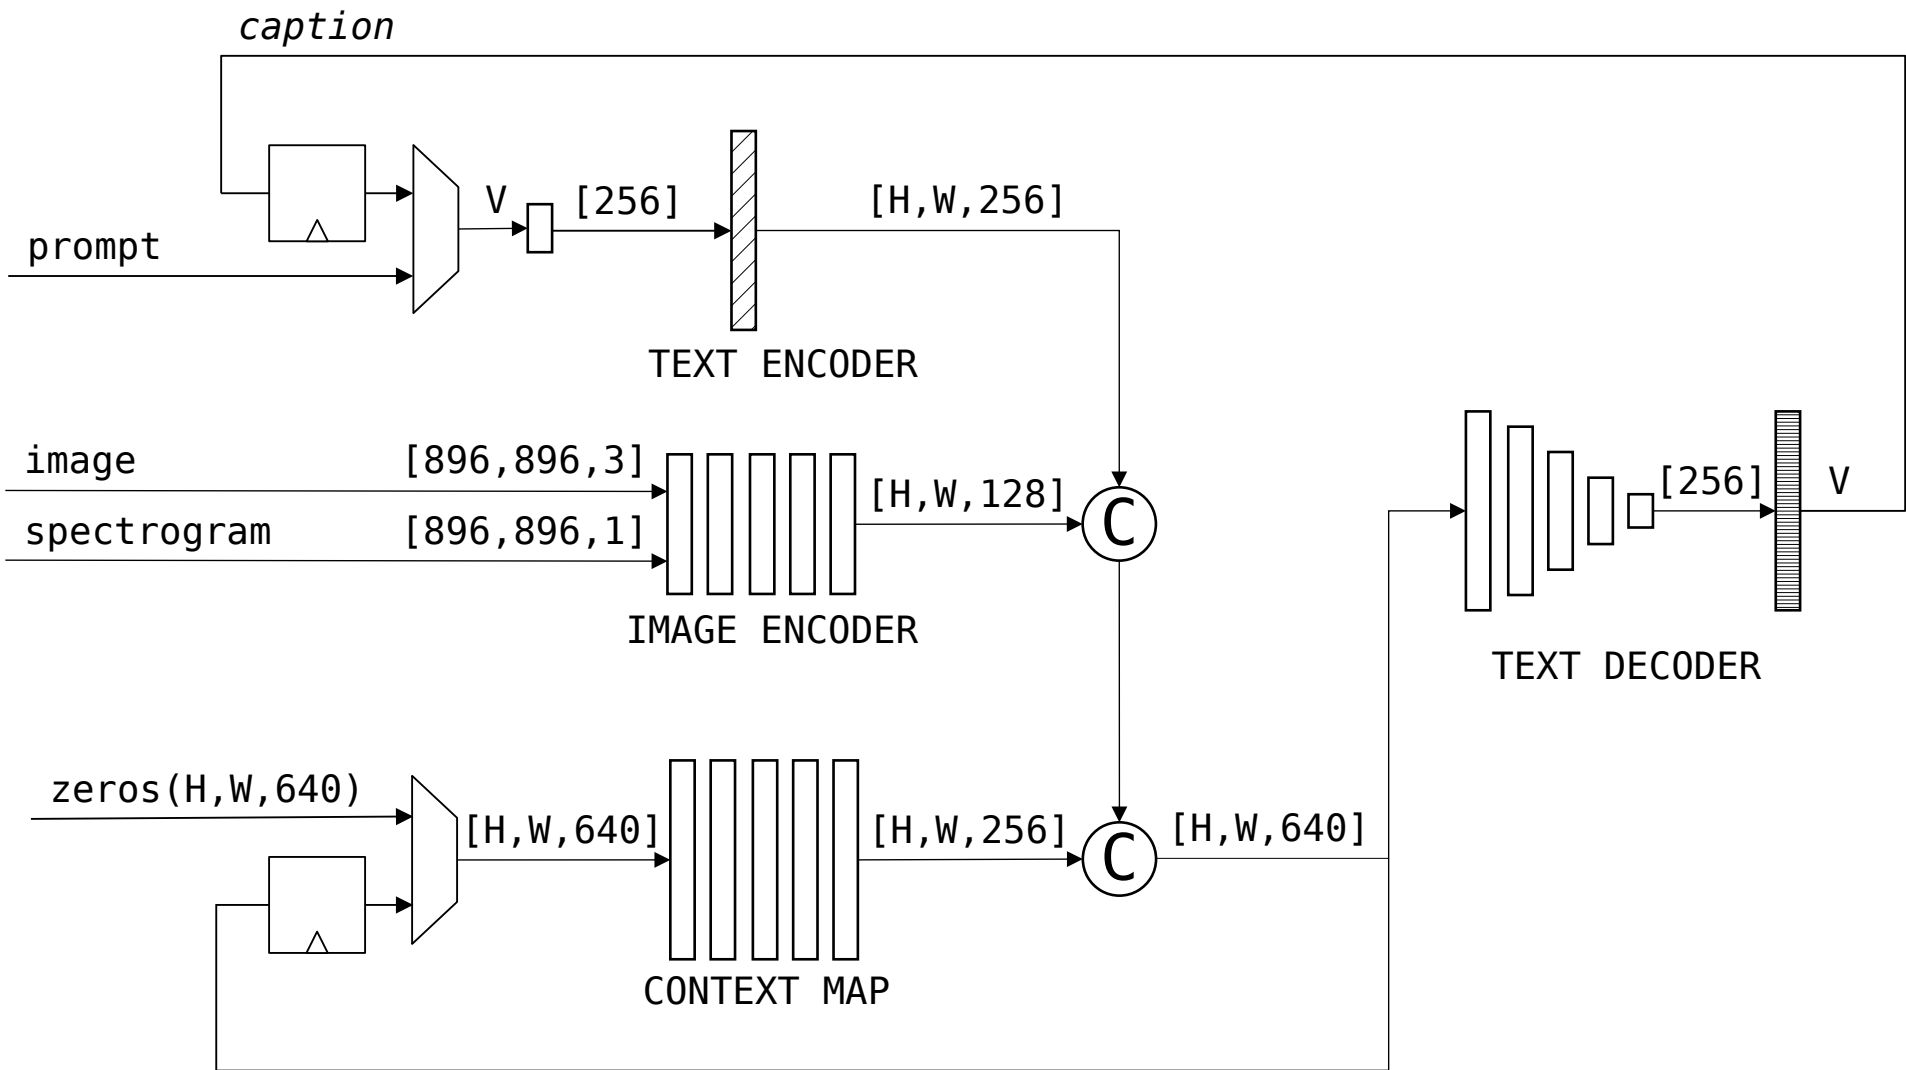 caption
V
[256]
[H,W,256]
prompt
TEXT ENCODER
image
[896,896,3]
[H,W,128]
C
[256]
V
spectrogram
[896,896,1]
IMAGE ENCODER
TEXT DECODER
zeros(H,W,640)
[H,W,640]
[H,W,256]
C
[H,W,640]
CONTEXT MAP